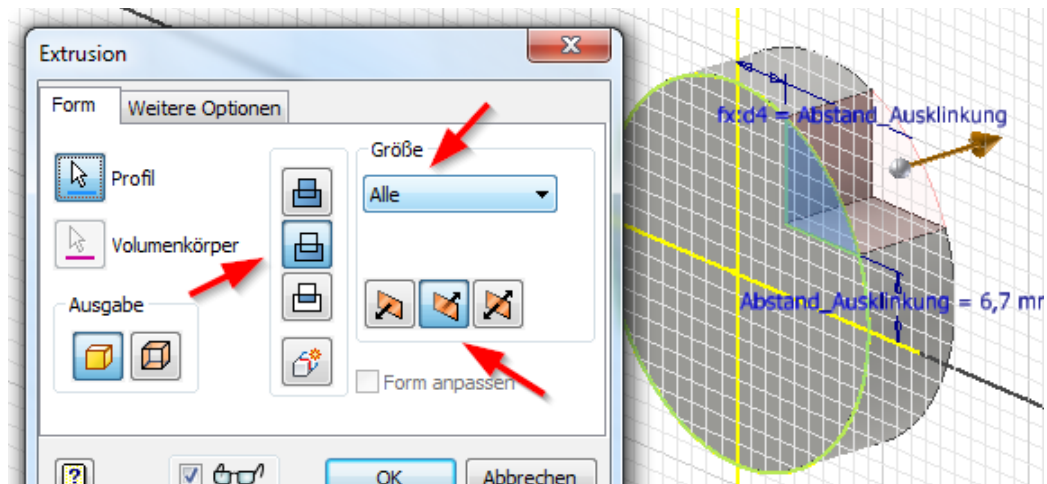 Extrusion
Form
Weitere Optionen
Größe
Profil
Alle
Volumenkörper
Ausgabe
Form anpassen
?
OK
Abbrechen
fx:d4 = Abstand_Ausklinkung
Abstand_Ausklinkung = 6,7 mm